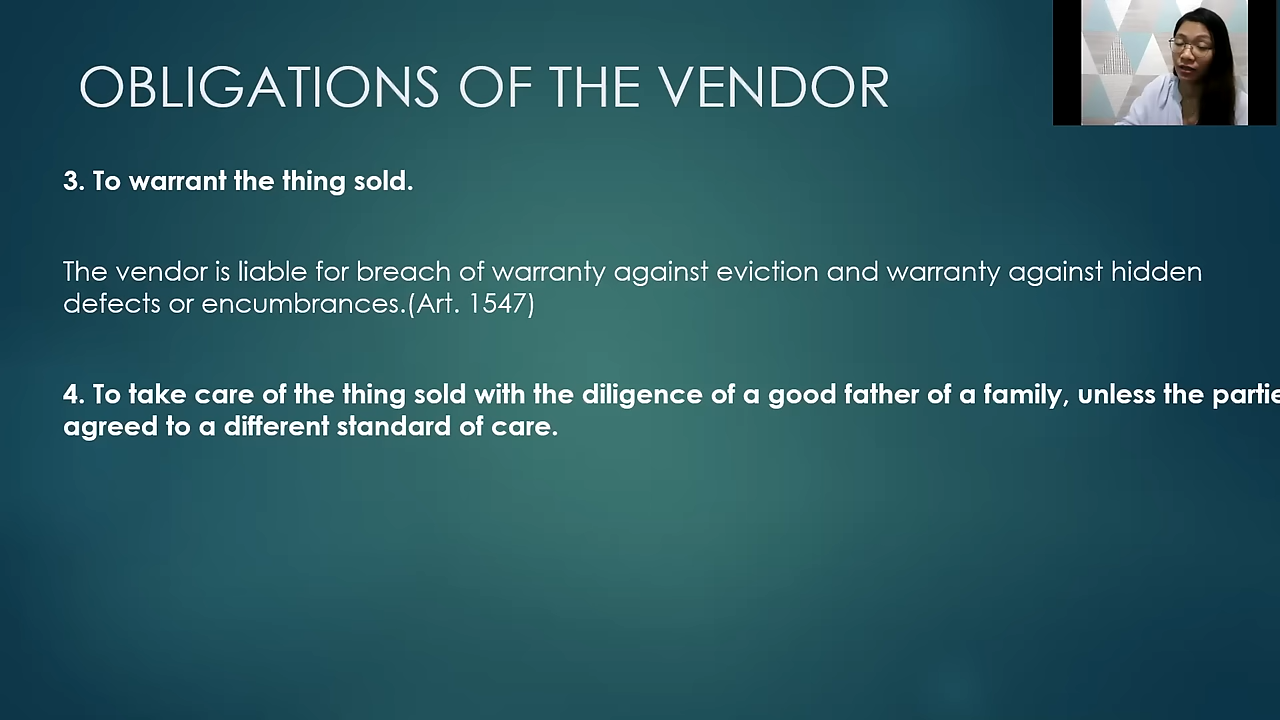 OBLIGATIONS OF THE VENDOR
3. To warrant the thing sold.
The vendor is liable for breach of warranty against eviction and warranty against hidden
defects or encumbrances.(Art. 1547)
4. To take care of the thing sold with the diligence of a good father of a family, unless the partie
agreed to a different standard of care.